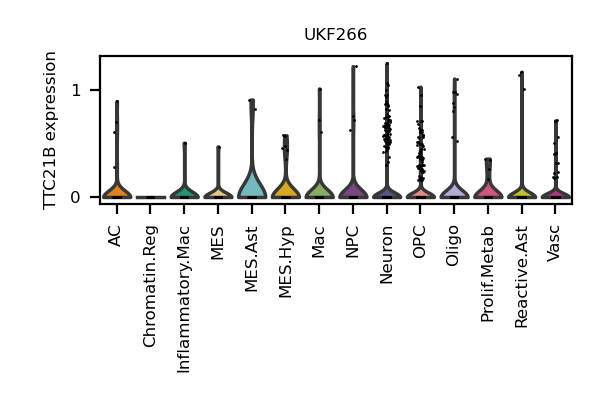 UKF266
TTC21B expression
1
0
AC
Chromatin.Reg
Inflammatory.Mac
MES
MES.Ast
MES.Hyp
Mac
NPC
Neuron
OPC
Oligo
Prolif.Metab
Reactive.Ast
Vasc